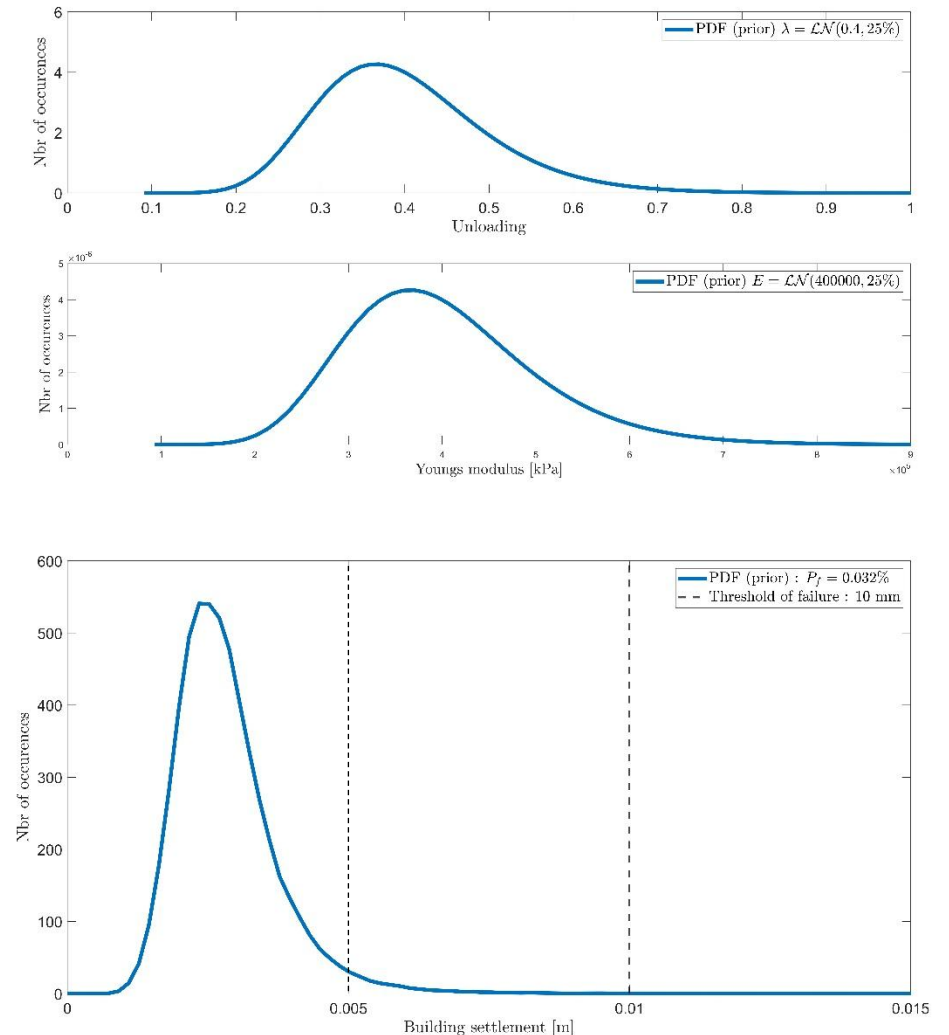 6
4
2
0
Nbr of occurences
PDF (prior) λ = ℒ𝒩(0.4, 25%)
0 0.1 0.2 0.3 0.4 0.5 0.6 0.7 0.8 0.9 1
Unloading
×10⁻⁶
5
4
3
2
1
0
Nbr of occurences
PDF (prior) E = ℒ𝒩(400000, 25%)
0 1 2 3 4 5 6 7 8 9
Youngs modulus [kPa]
×10⁵
600
500
400
300
200
100
0
Nbr of occurences
PDF (prior) : P_f = 0.032%
Threshold of failure : 10 mm
0 0.005 0.01 0.015
Building settlement [m]